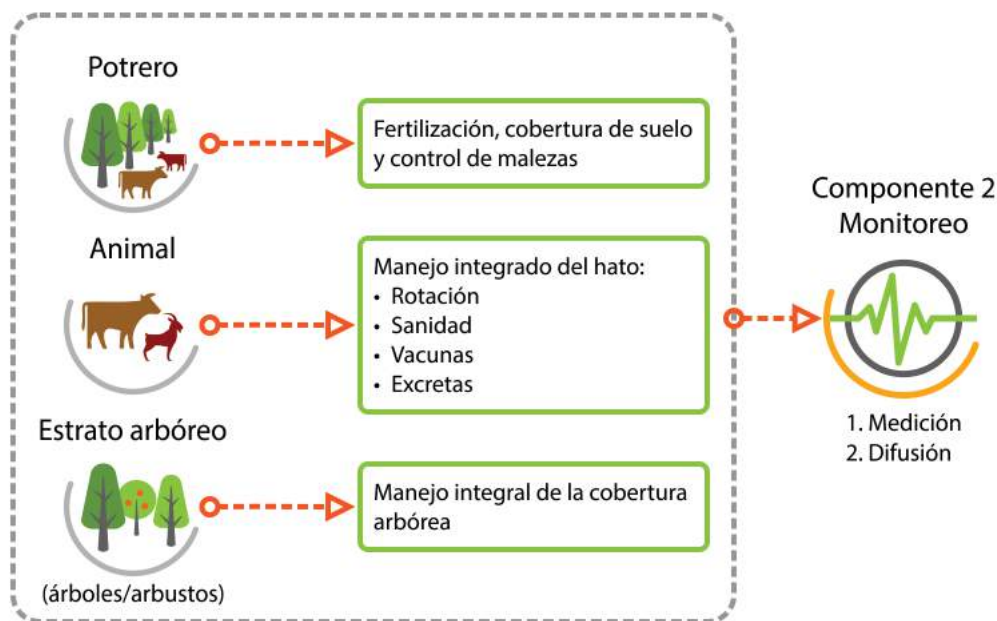 Potrero
Fertilización, cobertura de suelo
y control de malezas
Animal
Manejo integrado del hato:
• Rotación
• Sanidad
• Vacunas
• Excretas
Estrato arbóreo
(árboles/arbustos)
Manejo integral de la cobertura
arbórea
Componente 2
Monitoreo
1. Medición
2. Difusión